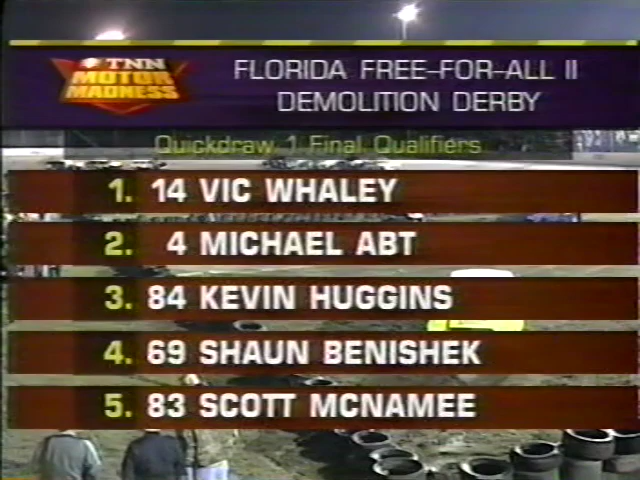 TNN
MOTOR
MADNESS
FLORIDA FREE-FOR-ALL II
DEMOLITION DERBY
Quickdraw 1 Final Qualifiers
1. 14 VIC WHALEY
2. 4 MICHAEL ABT
3. 84 KEVIN HUGGINS
4. 69 SHAUN BENISHEK
5. 83 SCOTT MCNAMEE